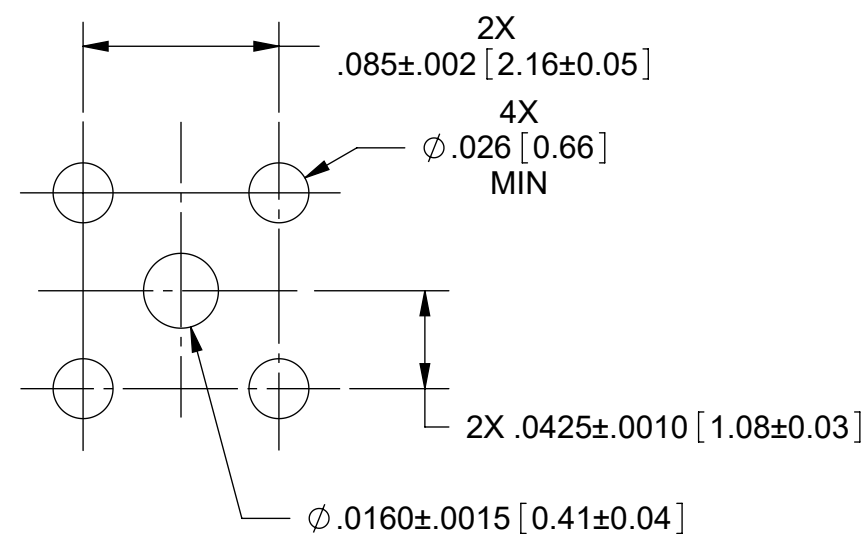 2X
.085±.002 [2.16±0.05]
4X
∅.026 [0.66]
MIN
2X .0425±.0010 [1.08±0.03]
∅.0160±.0015 [0.41±0.04]